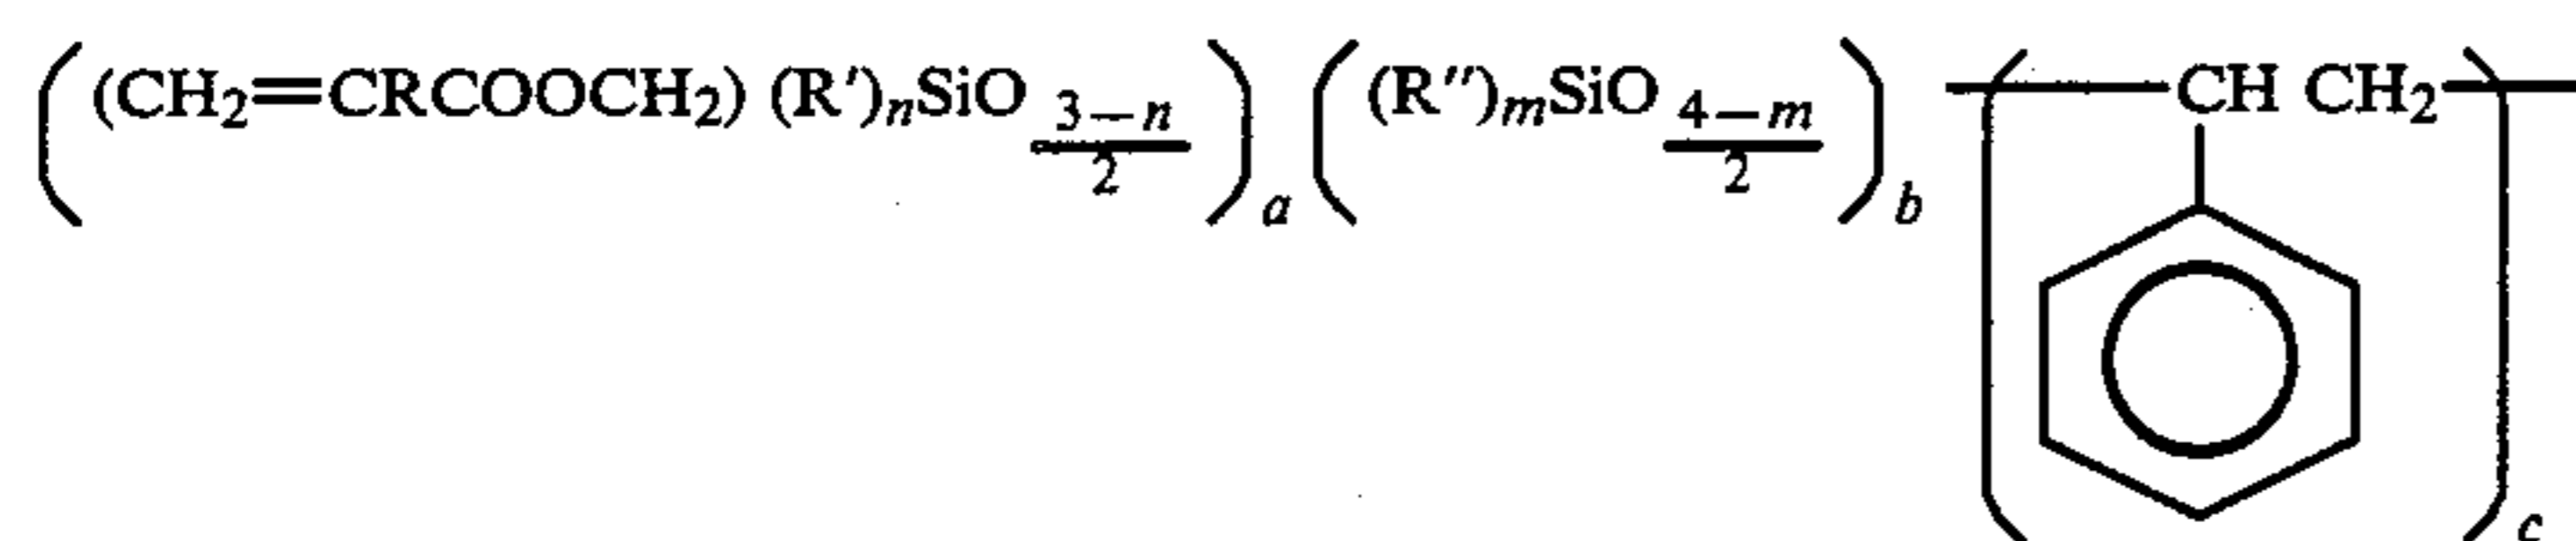 ((CH₂=CRCOOCH₂) (R′)ₙSiO 3−n/2)a ((R″)ₘSiO 4−m/2)b (CH CH₂)c